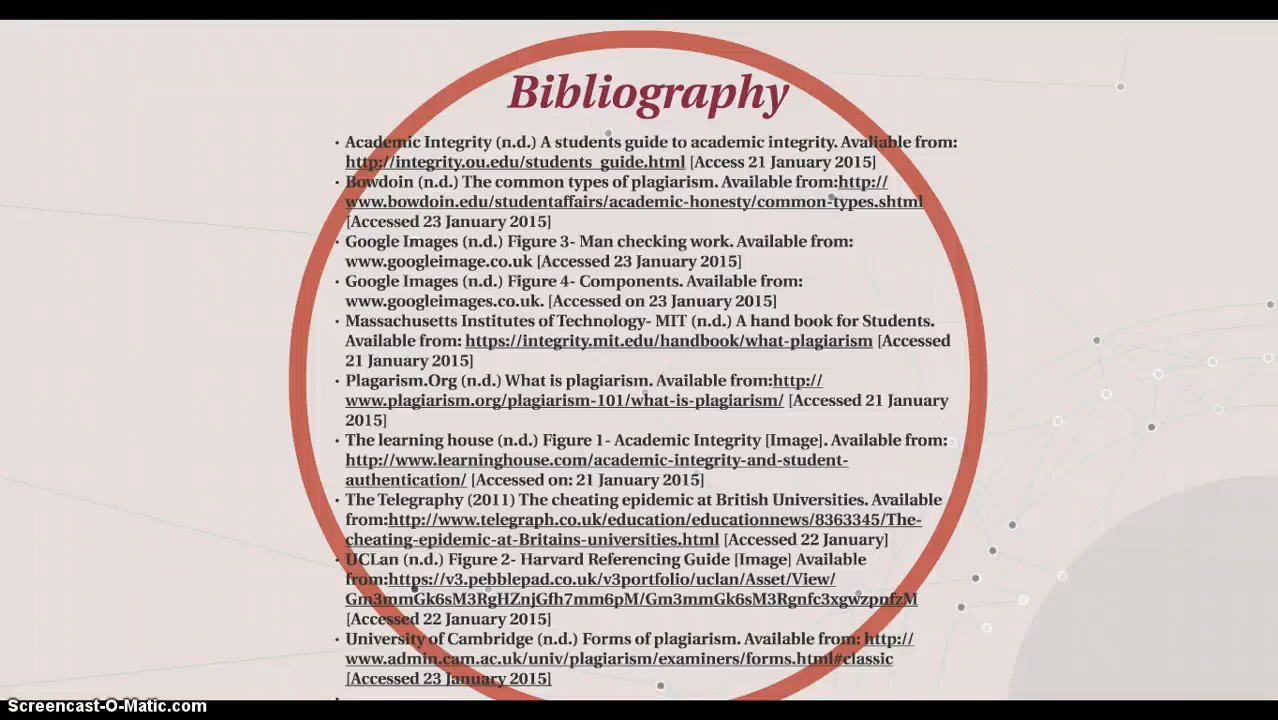 Bibliography
· Academic Integrity (n.d.) A students guide to academic integrity. Avaliable from:
http://integrity.ou.edu/students_guide.html [Access 21 January 2015]
· Bowdoin (n.d.) The common types of plagiarism. Available from:http://
www.bowdoin.edu/studentaffairs/academic-honesty/common-types.shtml
[Accessed 23 January 2015]
· Google Images (n.d.) Figure 3- Man checking work. Available from:
www.googleimage.co.uk [Accessed 23 January 2015]
· Google Images (n.d.) Figure 4- Components. Available from:
www.googleimages.co.uk. [Accessed on 23 January 2015]
· Massachusetts Institutes of Technology- MIT (n.d.) A hand book for Students.
Available from: https://integrity.mit.edu/handbook/what-plagiarism [Accessed
21 January 2015]
· Plagarism.Org (n.d.) What is plagiarism. Available from:http://
www.plagiarism.org/plagiarism-101/what-is-plagiarism/ [Accessed 21 January
2015]
· The learning house (n.d.) Figure 1- Academic Integrity [Image]. Available from:
http://www.learninghouse.com/academic-integrity-and-student-
authentication/ [Accessed on: 21 January 2015]
· The Telegraphy (2011) The cheating epidemic at British Universities. Available
from:http://www.telegraph.co.uk/education/educationnews/8363345/The-
cheating-epidemic-at-Britains-universities.html [Accessed 22 January]
· UCLan (n.d.) Figure 2- Harvard Referencing Guide [Image] Available
from:https://v3.pebblepad.co.uk/v3portfolio/uclan/Asset/View/
Gm3mmGk6sM3RgHZnjGfh7mm6pM/Gm3mmGk6sM3Rgnfc3xgwzpnfzM
[Accessed 22 January 2015]
· University of Cambridge (n.d.) Forms of plagiarism. Available from: http://
www.admin.cam.ac.uk/univ/plagiarism/examiners/forms.html#classic
[Accessed 23 January 2015]
Screencast-O-Matic.com